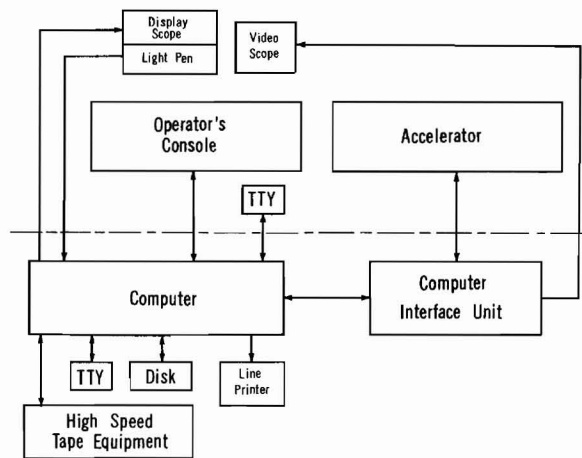 Display
Scope
Light Pen
Video
Scope
Operator's
Console
Accelerator
TTY
Computer
Computer
Interface Unit
TTY
Disk
Line
Printer
High Speed
Tape Equipment